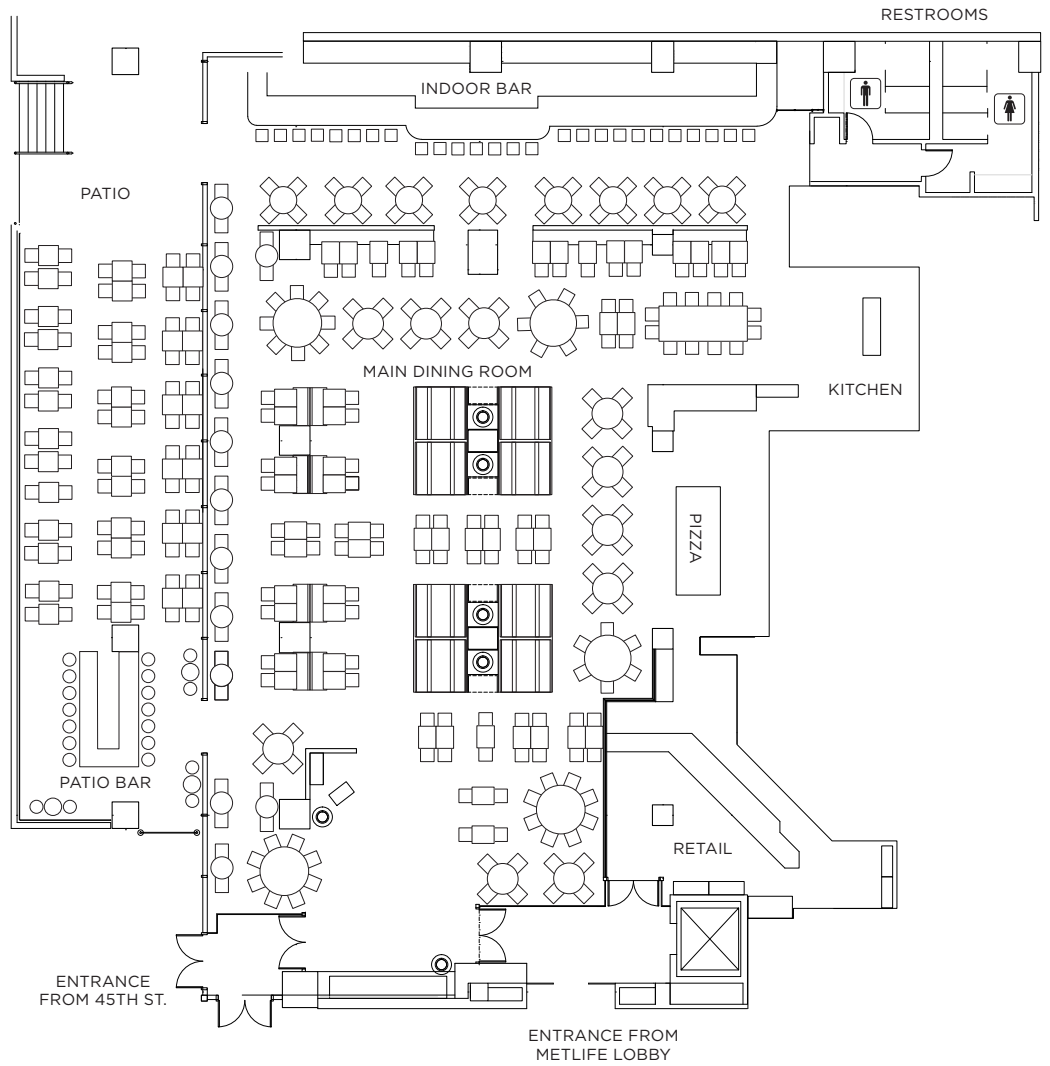 RESTROOMS
INDOOR BAR
PATIO
MAIN DINING ROOM
KITCHEN
PIZZA
PATIO BAR
RETAIL
ENTRANCE
FROM 45TH ST.
ENTRANCE FROM
METLIFE LOBBY